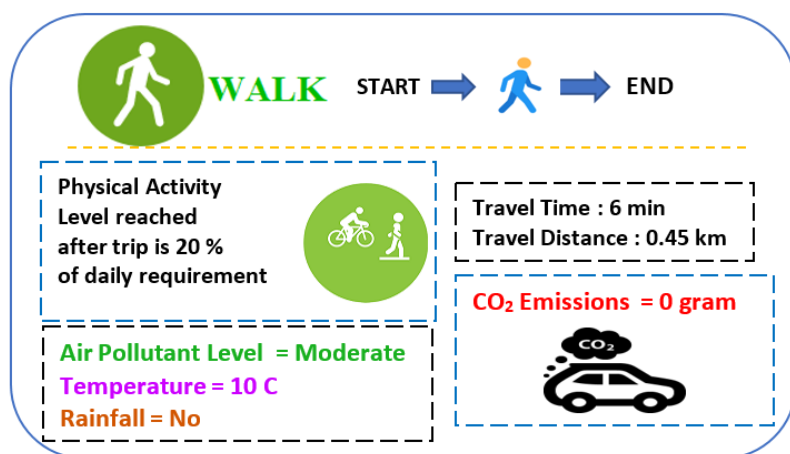 WALK START END
Physical Activity
Level reached
after trip is 20 %
of daily requirement
Travel Time : 6 min
Travel Distance : 0.45 km
CO₂ Emissions = 0 gram
CO₂
Air Pollutant Level = Moderate
Temperature = 10 C
Rainfall = No